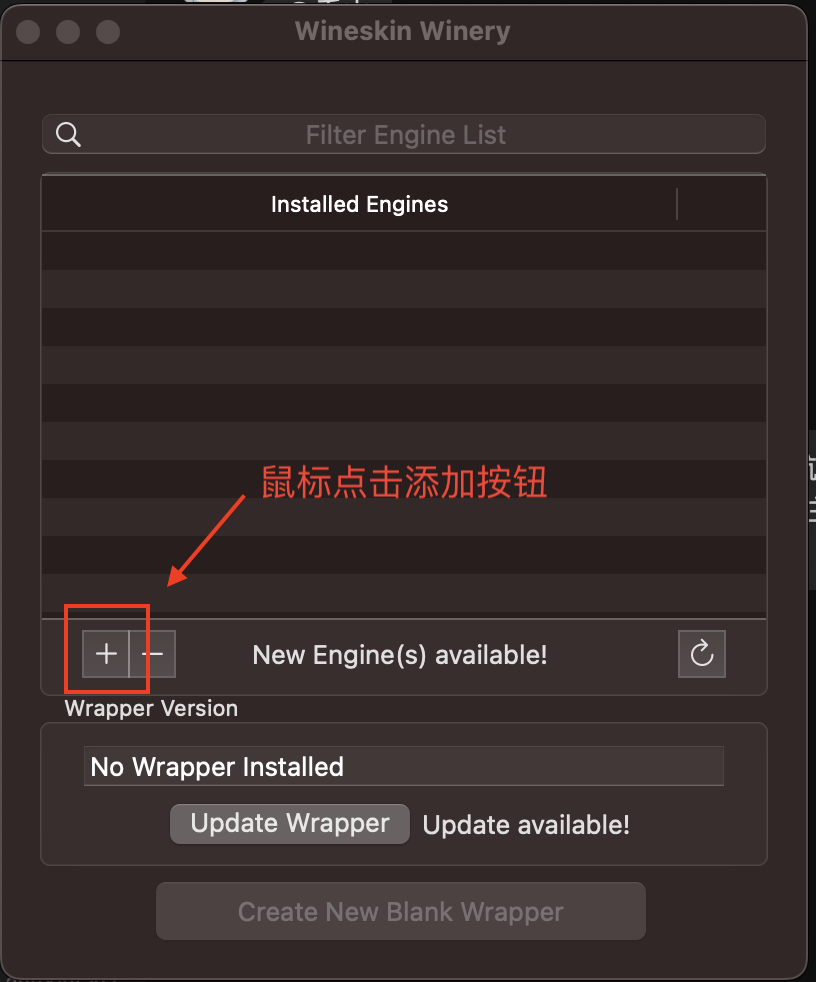 Wineskin Winery
Filter Engine List
Installed Engines
鼠标点击添加按钮
New Engine(s) available!
Wrapper Version
No Wrapper Installed
Update Wrapper Update available!
Create New Blank Wrapper